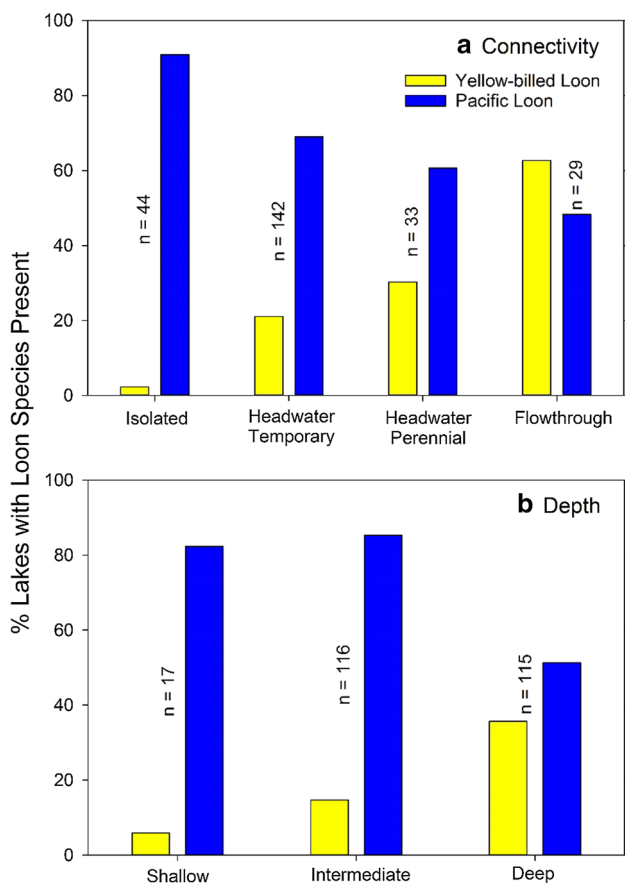 % Lakes with Loon Species Present
100
80
60
40
20
0
a Connectivity
Yellow-billed Loon
Pacific Loon
n = 44
n = 142
n = 33
n = 29
Isolated
Headwater
Temporary
Headwater
Perennial
Flowthrough
100
80
60
40
20
0
b Depth
n = 17
n = 116
n = 115
Shallow
Intermediate
Deep